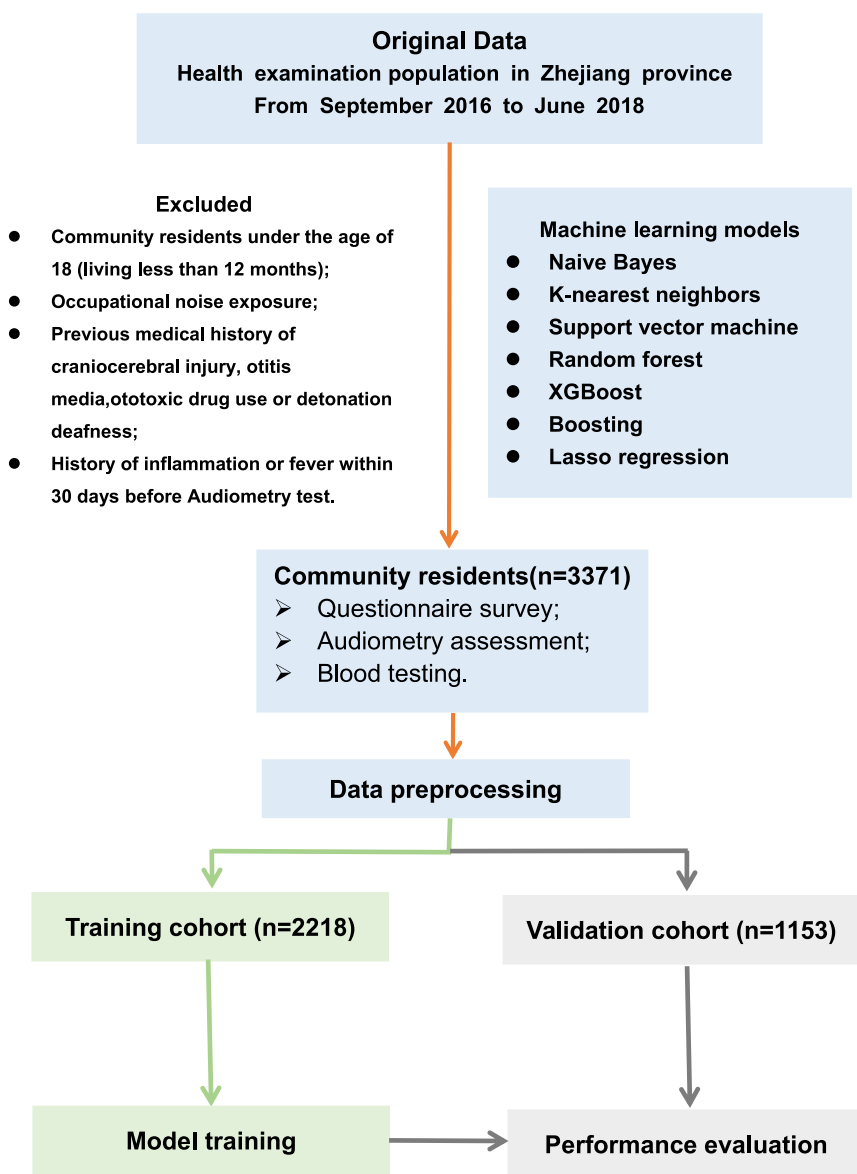 Original Data
Health examination population in Zhejiang province
From September 2016 to June 2018
Excluded
● Community residents under the age of
18 (living less than 12 months);
● Occupational noise exposure;
● Previous medical history of
craniocerebral injury, otitis
media,ototoxic drug use or detonation
deafness;
● History of inflammation or fever within
30 days before Audiometry test.
Machine learning models
● Naive Bayes
● K-nearest neighbors
● Support vector machine
● Random forest
● XGBoost
● Boosting
● Lasso regression
Community residents(n=3371)
➢ Questionnaire survey;
➢ Audiometry assessment;
➢ Blood testing.
Data preprocessing
Training cohort (n=2218)
Validation cohort (n=1153)
Model training
Performance evaluation